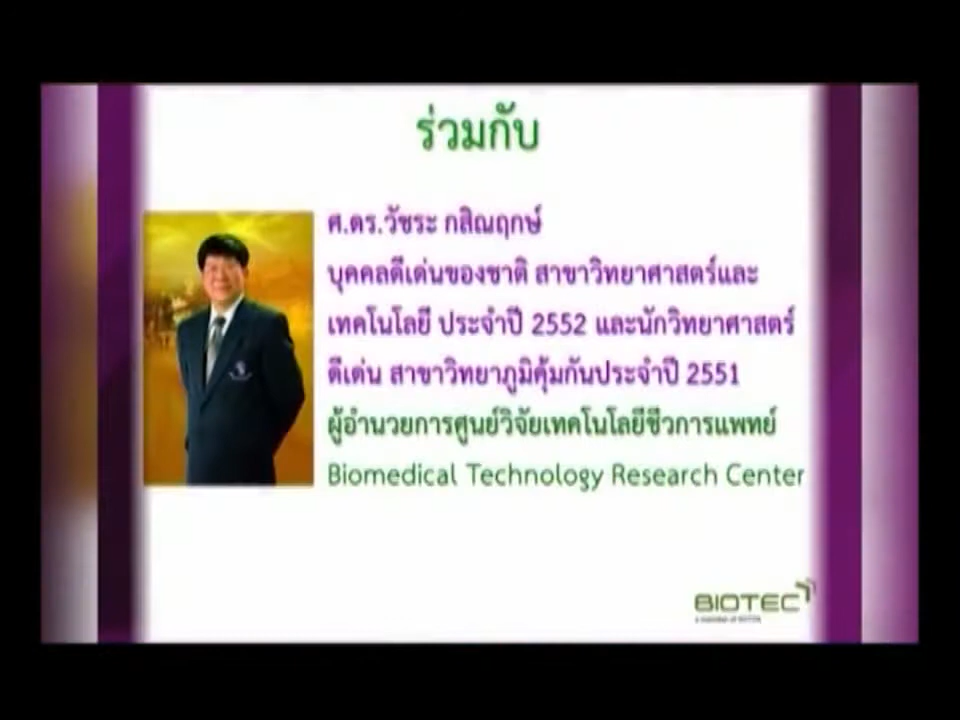 ร่วมกับ
ศ.ดร.วัชระ กสิณฤกษ์
บุคคลดีเด่นของชาติ สาขาวิทยาศาสตร์และ
เทคโนโลยี ประจำปี 2552 และนักวิทยาศาสตร์
ดีเด่น สาขาวิทยาภูมิคุ้มกันประจำปี 2551
ผู้อำนวยการศูนย์วิจัยเทคโนโลยีชีวการแพทย์
Biomedical Technology Research Center
BIOTEC